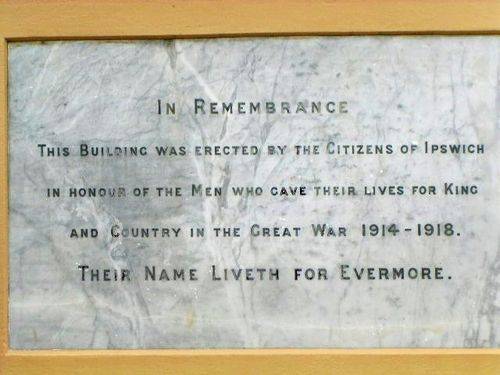 In Remembrance
This Building was erected by the Citizens of Ipswich
in honour of the Men who gave their lives for King
and Country in the Great War 1914-1918.
Their Name Liveth for Evermore.